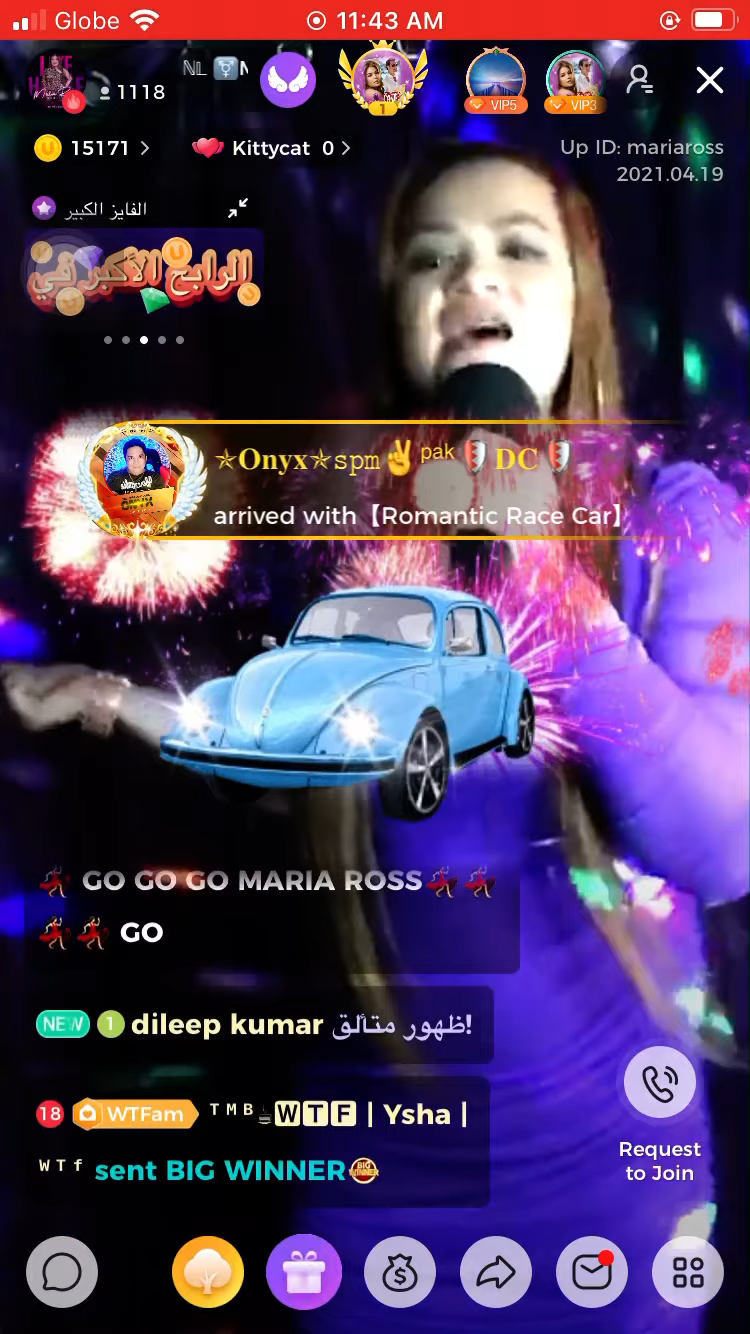 Globe 11:43 AM
1118
NL
1
VIP5
VIP3
15171
Kittycat 0
Up ID: mariaross
2021.04.19
الفايز الكبير
الرابح الأكبر في
✯Onyx✯spm✌️ᵖᵃᵏ🛡️DC🛡️
arrived with【Romantic Race Car】
💃 GO GO GO MARIA ROSS💃💃
💃💃 GO
NEW 1 dileep kumar ظهور متألق!
18 WTFam ᵀᴹᴮ☕🆆🆃🅵 | Ysha |
ᵂᵀᶠ sent BIG WINNER
Request
to Join